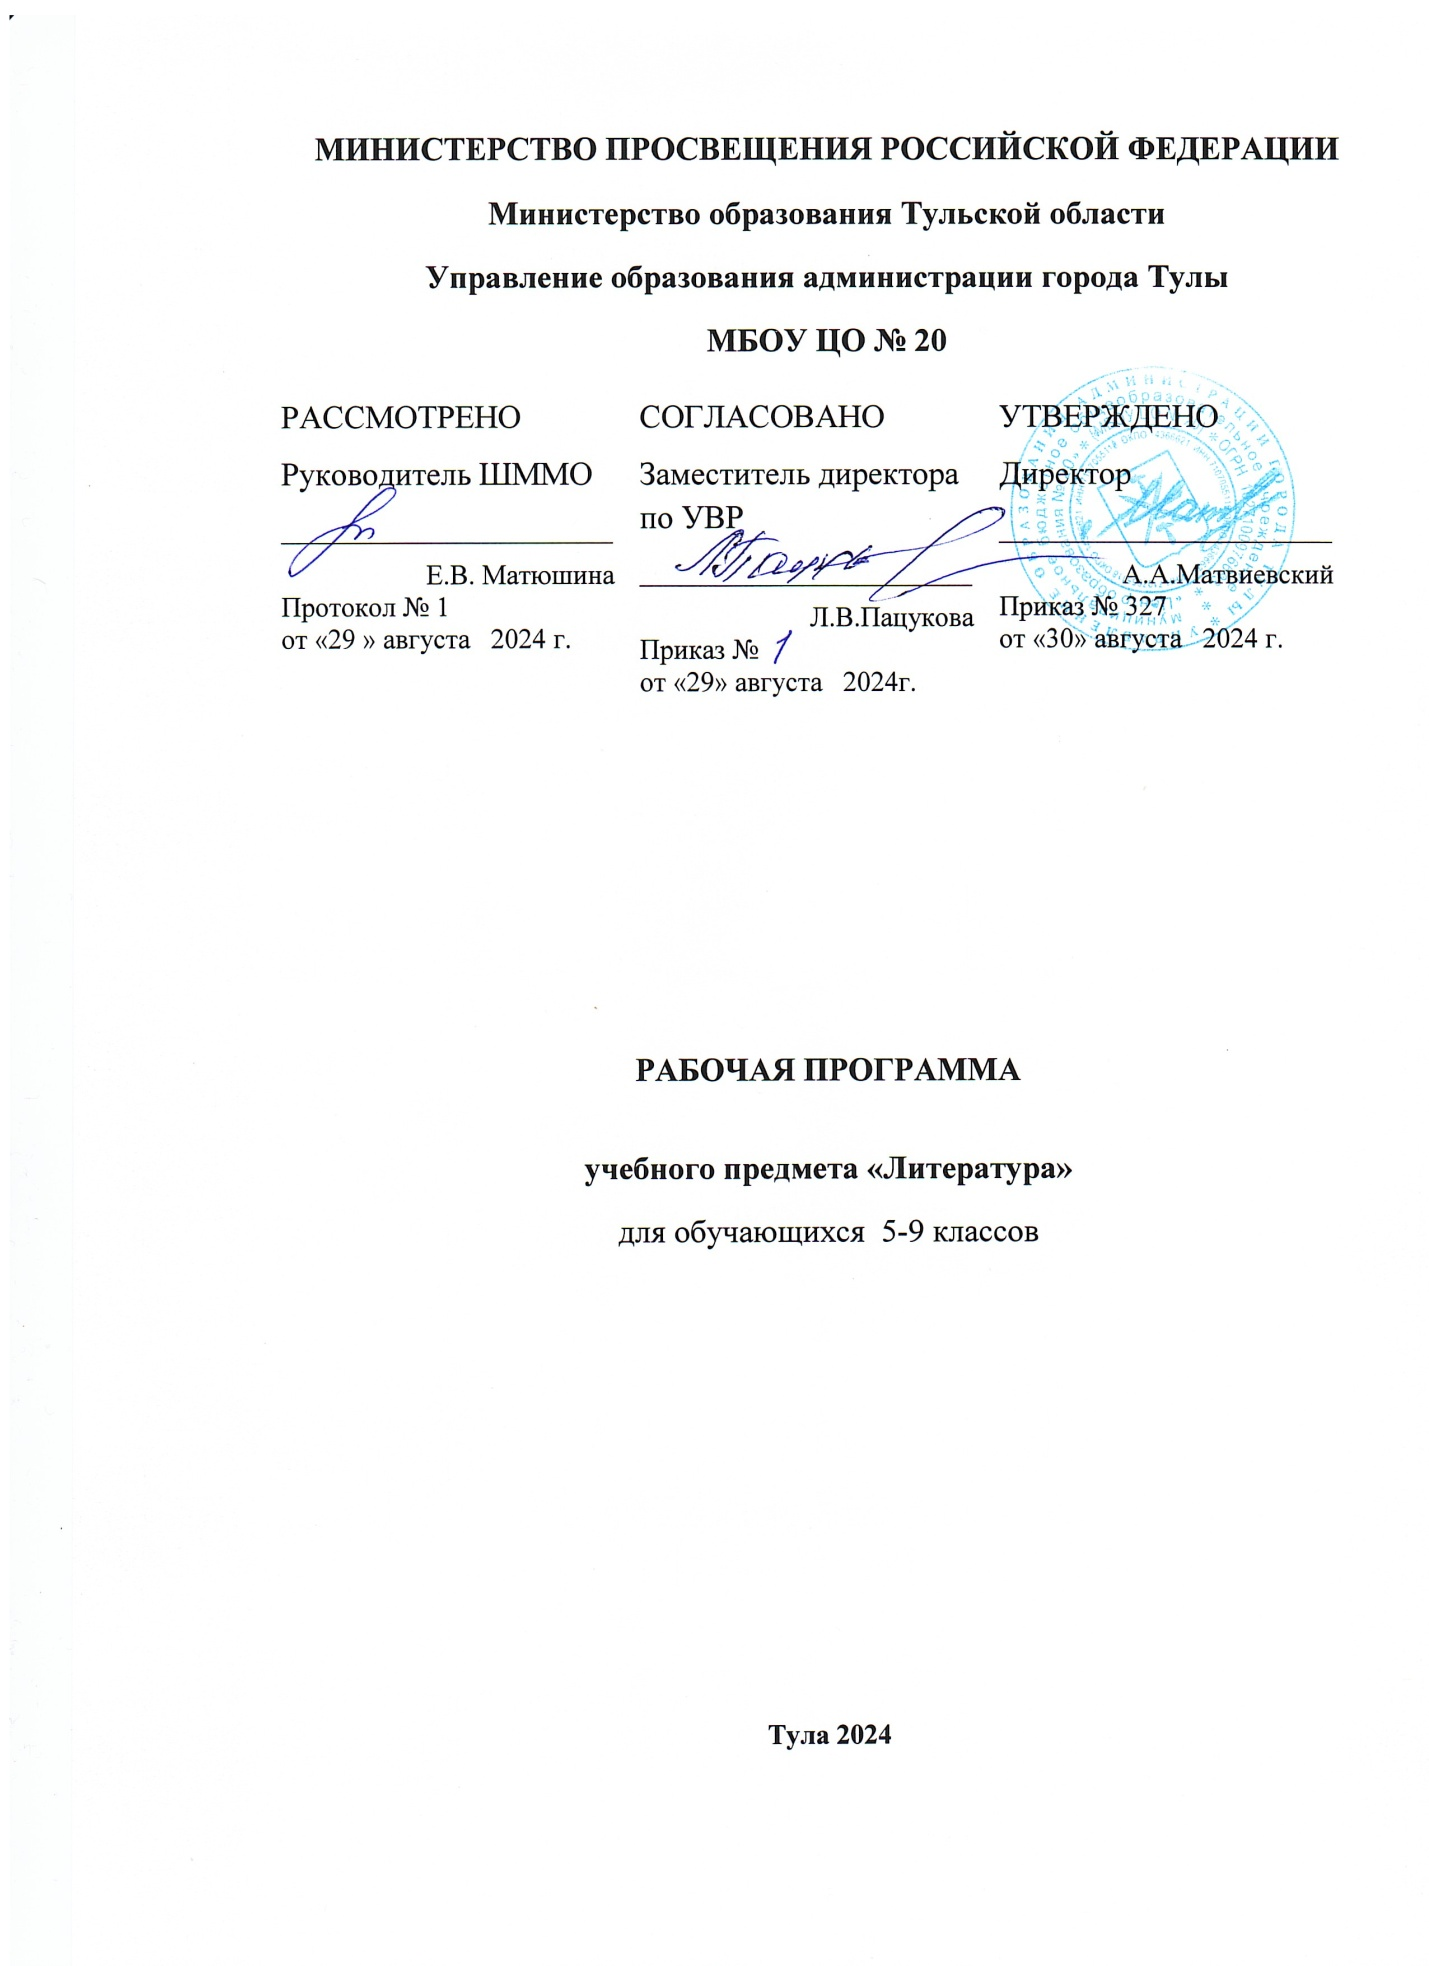 МИНИСТЕРСТВО ПРОСВЕЩЕНИЯ РОССИЙСКОЙ ФЕДЕРАЦИИ
Министерство образования Тульской области
Управление образования администрации города Тулы
МБОУ ЦО № 20
РАССМОТРЕНО
Руководитель ШММО
Е.В. Матюшина
Протокол № 1
от «29 » августа 2024 г.
СОГЛАСОВАНО
Заместитель директора
по УВР
Л.В.Пацукова
Приказ № 1
от «29» августа 2024г.
УТВЕРЖДЕНО
Директор
А.А.Матвиевский
Приказ № 327
от «30» августа 2024 г.
РАБОЧАЯ ПРОГРАММА
учебного предмета «Литература»
для обучающихся 5-9 классов
Тула 2024